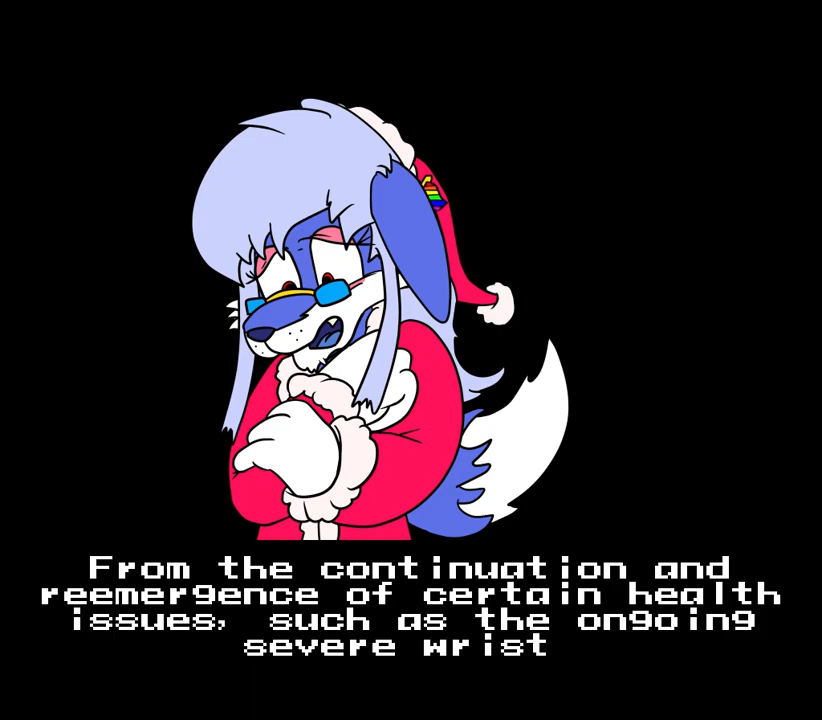 From the continuation and
reemergence of certain health
issues, such as the ongoing
severe wrist